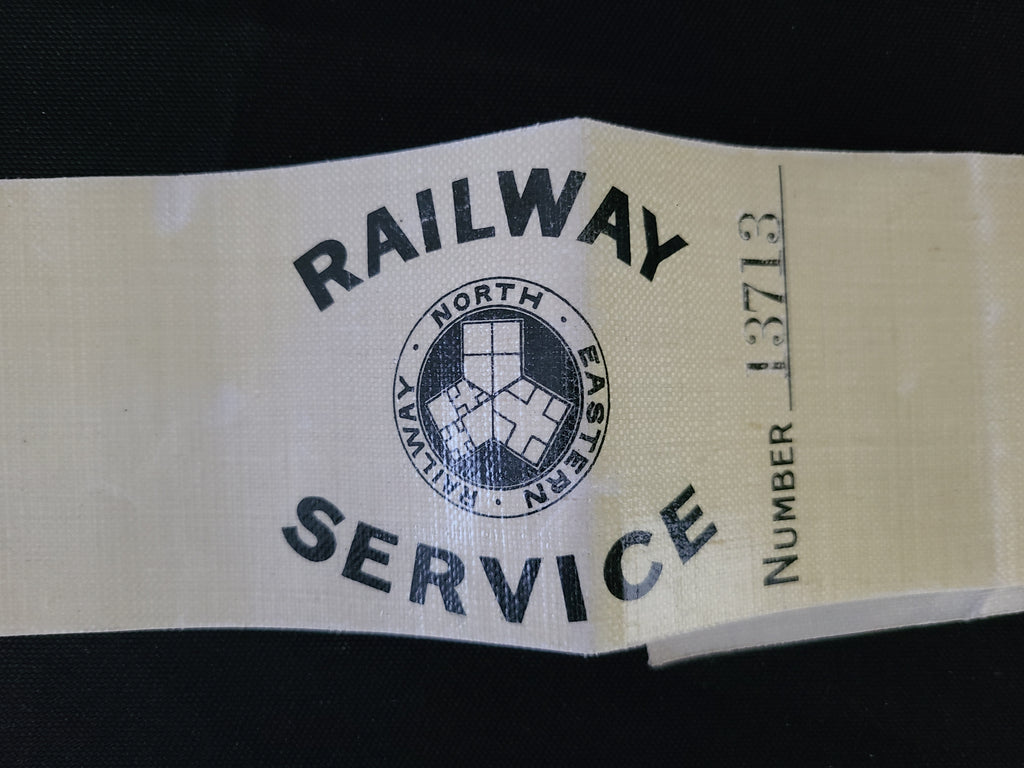 RAILWAY
NORTH · EASTERN · RAILWAY ·
SERVICE
NUMBER 13713